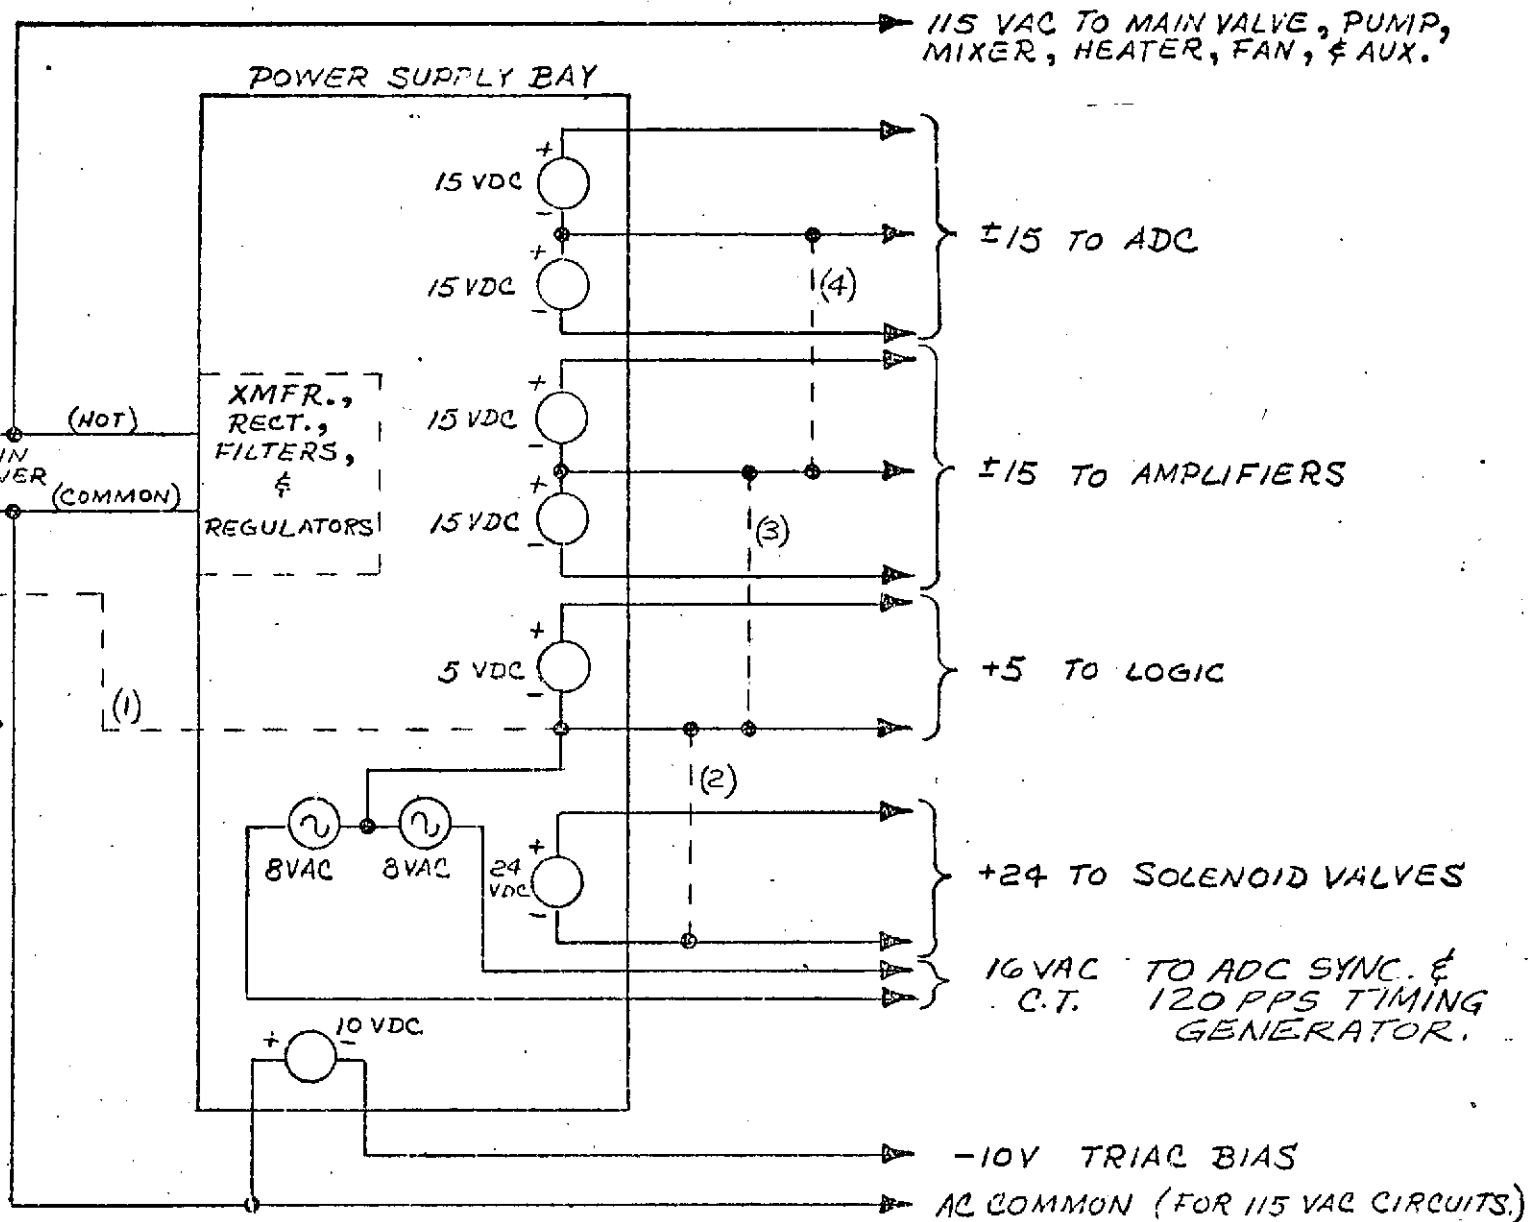 115 VAC TO MAIN VALVE, PUMP,
MIXER, HEATER, FAN, & AUX.
POWER SUPPLY BAY
+
15 VDC
-
+
15 VDC
-
±15 TO ADC
(4)
XMFR.,
RECT.,
FILTERS,
&
REGULATORS
(HOT)
(COMMON)
+
15 VDC
-
+
15 VDC
-
±15 TO AMPLIFIERS
(3)
+
5 VDC
-
+5 TO LOGIC
(1)
(2)
8VAC
8VAC
+
24
VDC
-
+24 TO SOLENOID VALVES
16 VAC TO ADC SYNC. &
C.T. 120 PPS TIMING
GENERATOR.
+ 10 VDC
-
-10V TRIAC BIAS
AC COMMON (FOR 115 VAC CIRCUITS.)